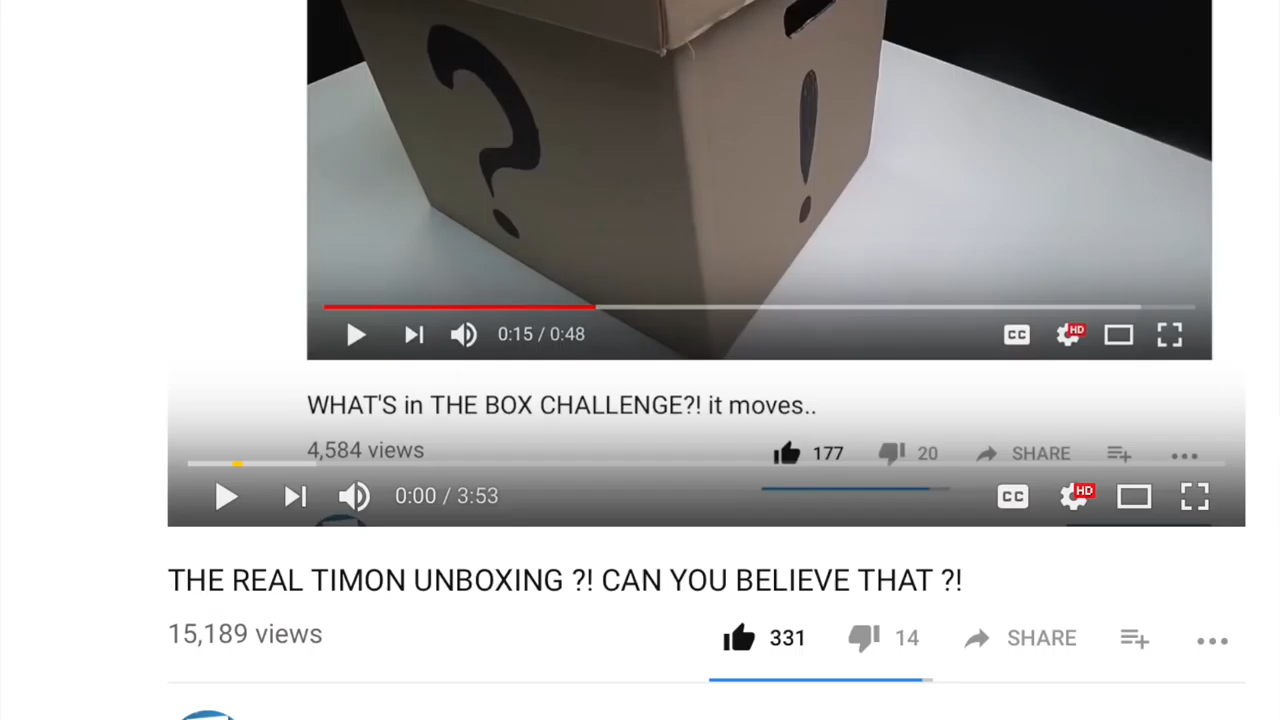 ? !
0:15 / 0:48 CC HD
WHAT'S in THE BOX CHALLENGE?! it moves..
4,584 views 177 20 SHARE
0:00 / 3:53 CC HD
THE REAL TIMON UNBOXING ?! CAN YOU BELIEVE THAT ?!
15,189 views 331 14 SHARE